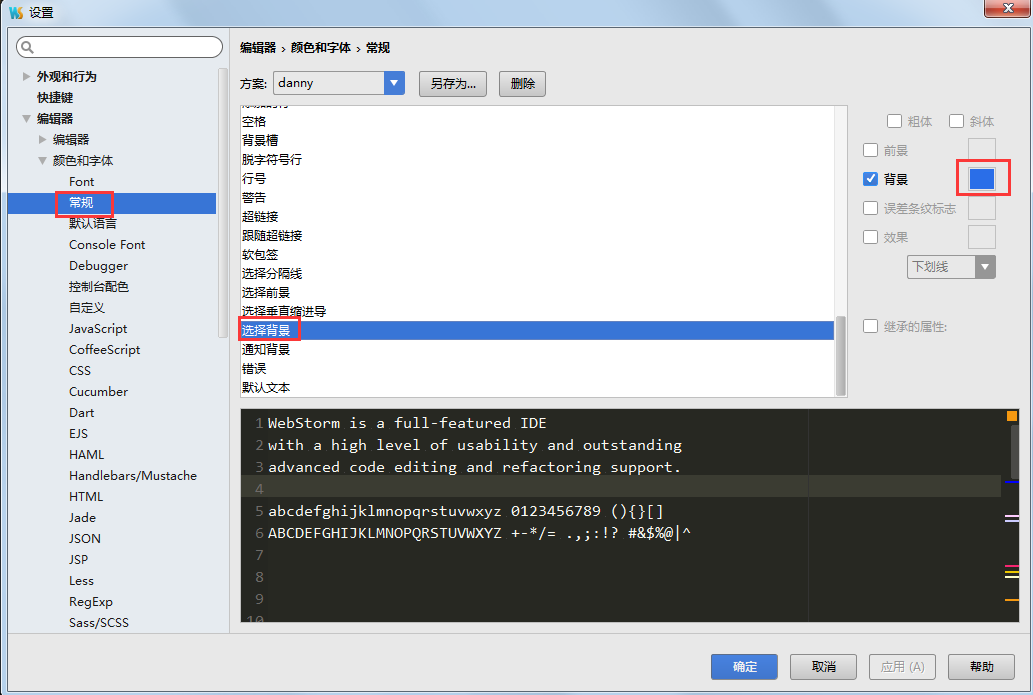 WS 设置
编辑器 › 颜色和字体 › 常规
外观和行为
快捷键
编辑器
编辑器
颜色和字体
Font
常规
默认语言
Console Font
Debugger
控制台配色
自定义
JavaScript
CoffeeScript
CSS
Cucumber
Dart
EJS
HAML
Handlebars/Mustache
HTML
Jade
JSON
JSP
Less
RegExp
Sass/SCSS
方案: danny 另存为... 删除
空格
背景槽
脱字符号行
行号
警告
超链接
跟随超链接
软包签
选择分隔线
选择前景
选择垂直缩进导
选择背景
通知背景
错误
默认文本
粗体 斜体
前景
背景
误差条纹标志
效果
下划线
继承的属性:
1 WebStorm is a full-featured IDE
2 with a high level of usability and outstanding
3 advanced code editing and refactoring support.
4
5 abcdefghijklmnopqrstuvwxyz 0123456789 (){}[]
6 ABCDEFGHIJKLMNOPQRSTUVWXYZ +-*/= .,;:!? #&$%@|^
7
8
9
10
确定 取消 应用 (A) 帮助